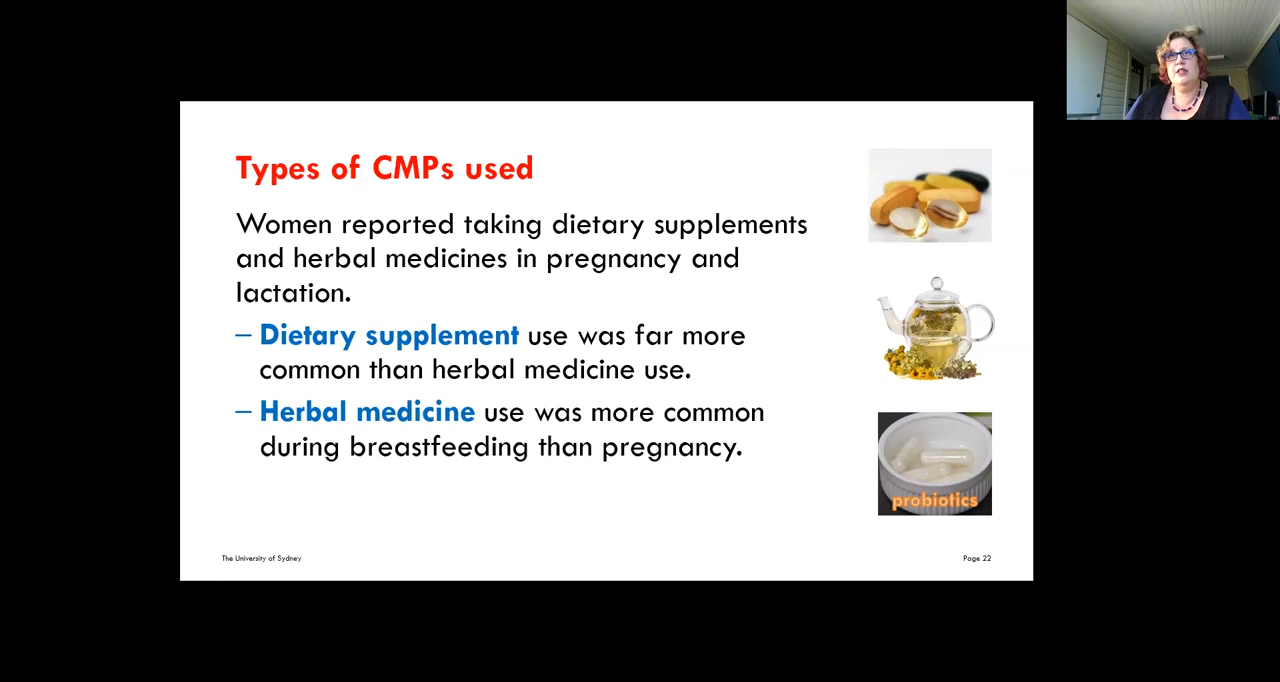 Types of CMPs used
Women reported taking dietary supplements
and herbal medicines in pregnancy and
lactation.
– Dietary supplement use was far more
common than herbal medicine use.
– Herbal medicine use was more common
during breastfeeding than pregnancy.
probiotics
The University of Sydney
Page 22